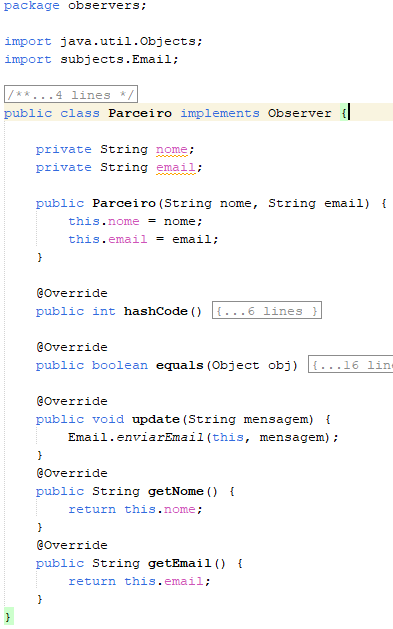 package observers;
import java.util.Objects;
import subjects.Email;
/**...4 lines */
public class Parceiro implements Observer {
private String nome;
private String email;
public Parceiro(String nome, String email) {
this.nome = nome;
this.email = email;
}
@Override
public int hashCode() {...6 lines }
@Override
public boolean equals(Object obj) {...16 lin
@Override
public void update(String mensagem) {
Email.enviarEmail(this, mensagem);
}
@Override
public String getNome() {
return this.nome;
}
@Override
public String getEmail() {
return this.email;
}
}